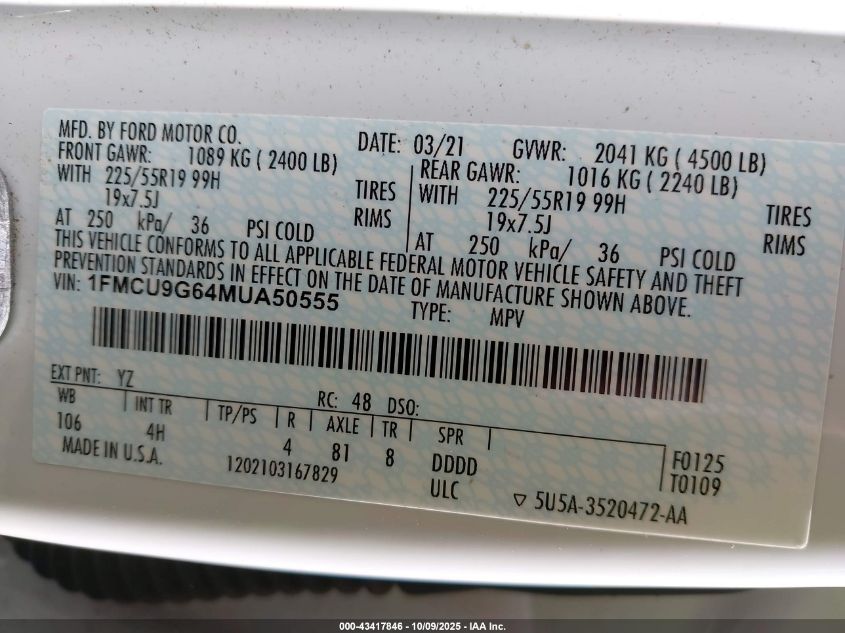 MFD. BY FORD MOTOR CO.
DATE: 03/21 GVWR: 2041 KG ( 4500 LB)
FRONT GAWR: 1089 KG ( 2400 LB)
WITH 225/55R19 99H TIRES
19x7.5J RIMS
AT 250 kPa/ 36 PSI COLD
REAR GAWR: 1016 KG ( 2240 LB)
WITH 225/55R19 99H TIRES
19x7.5J RIMS
AT 250 kPa/ 36 PSI COLD
THIS VEHICLE CONFORMS TO ALL APPLICABLE FEDERAL MOTOR VEHICLE SAFETY AND THEFT
PREVENTION STANDARDS IN EFFECT ON THE DATE OF MANUFACTURE SHOWN ABOVE.
VIN: 1FMCU9G64MUA50555 TYPE: MPV
EXT PNT: YZ RC: 48 DSO:
WB INT TR TP/PS R AXLE TR SPR
106 4H 4 81 8 DDDD F0125
MADE IN U.S.A. 1202103167829 ULC T0109
5U5A-3520472-AA
000-43417846 - 10/09/2025 - IAA Inc.